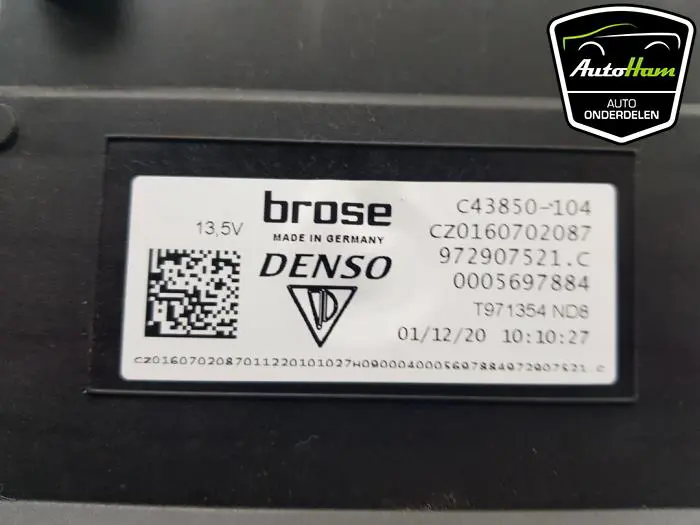 AutoHam
AUTO
ONDERDELEN
13,5V
brose
MADE IN GERMANY
DENSO
C43850-104
CZ0160702087
972907521.C
0005697884
T971354 ND8
01/12/20 10:10:27
CZ0160702087011220101027H0900040005697884972907521.C